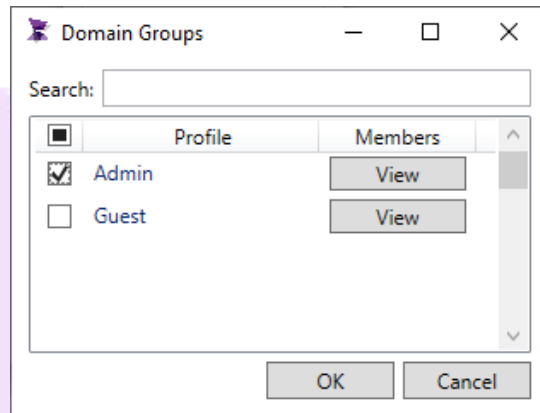 Domain Groups
Search:
Profile Members
Admin View
Guest View
OK Cancel